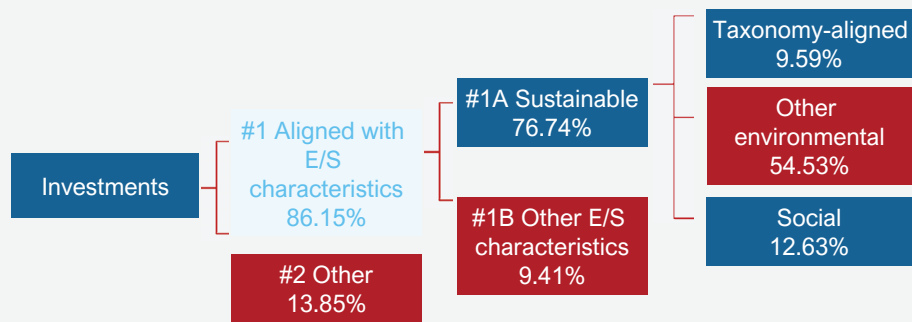 Investments
#1 Aligned with
E/S
characteristics
86.15%
#2 Other
13.85%
#1A Sustainable
76.74%
#1B Other E/S
characteristics
9.41%
Taxonomy-aligned
9.59%
Other
environmental
54.53%
Social
12.63%